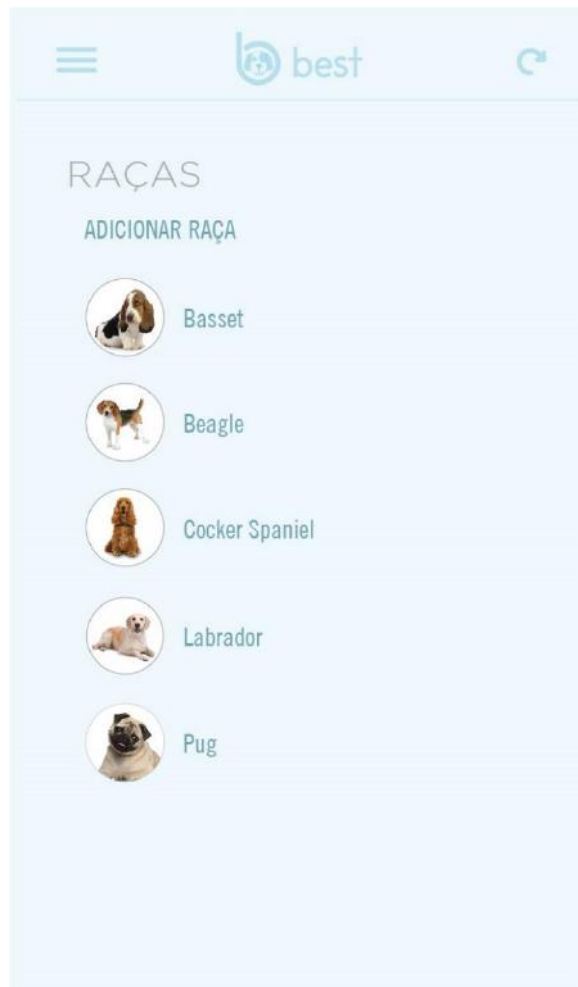 best
RAÇAS
ADICIONAR RAÇA
Basset
Beagle
Cocker Spaniel
Labrador
Pug